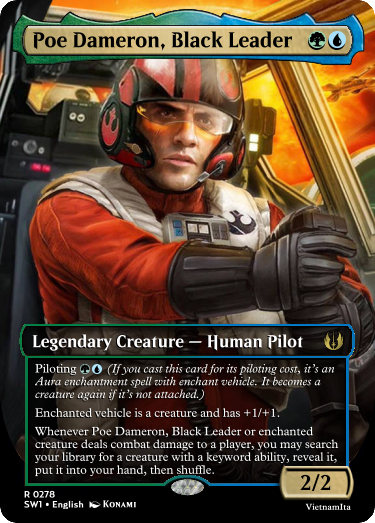 Poe Dameron, Black Leader
Legendary Creature — Human Pilot
Piloting (If you cast this card for its piloting cost, it's an
Aura enchantment spell with enchant vehicle. It becomes a
creature again if it's not attached.)
Enchanted vehicle is a creature and has +1/+1.
Whenever Poe Dameron, Black Leader or enchanted
creature deals combat damage to a player, you may search
your library for a creature with a keyword ability, reveal it,
put it into your hand, then shuffle.
2/2
R 0278
SW1 • English KONAMI
VietnamIta